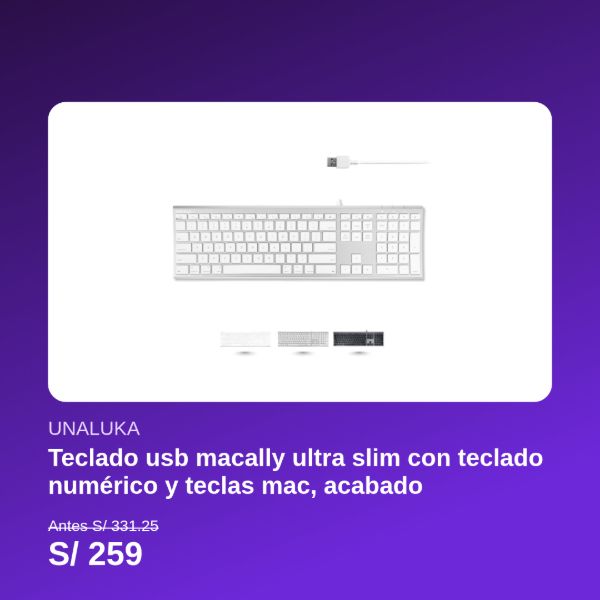 UNALUKA
Teclado usb macally ultra slim con teclado
numérico y teclas mac, acabado
Antes S/ 331.25
S/ 259